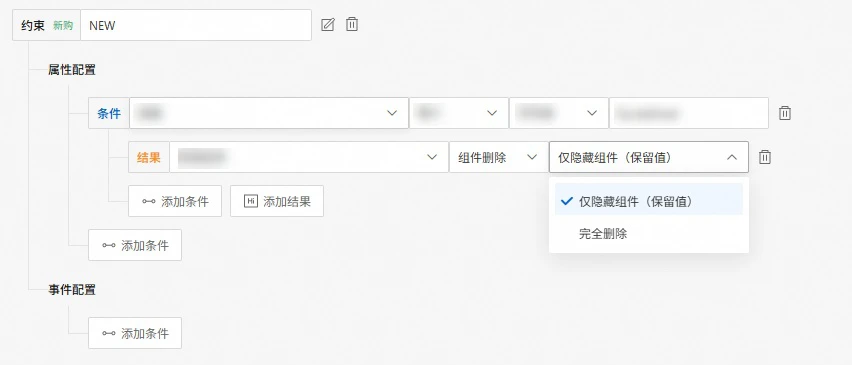 约束 新购 NEW
属性配置
条件
结果 组件删除 仅隐藏组件（保留值）
仅隐藏组件（保留值）
完全删除
添加条件 Hi 添加结果
添加条件
事件配置
添加条件